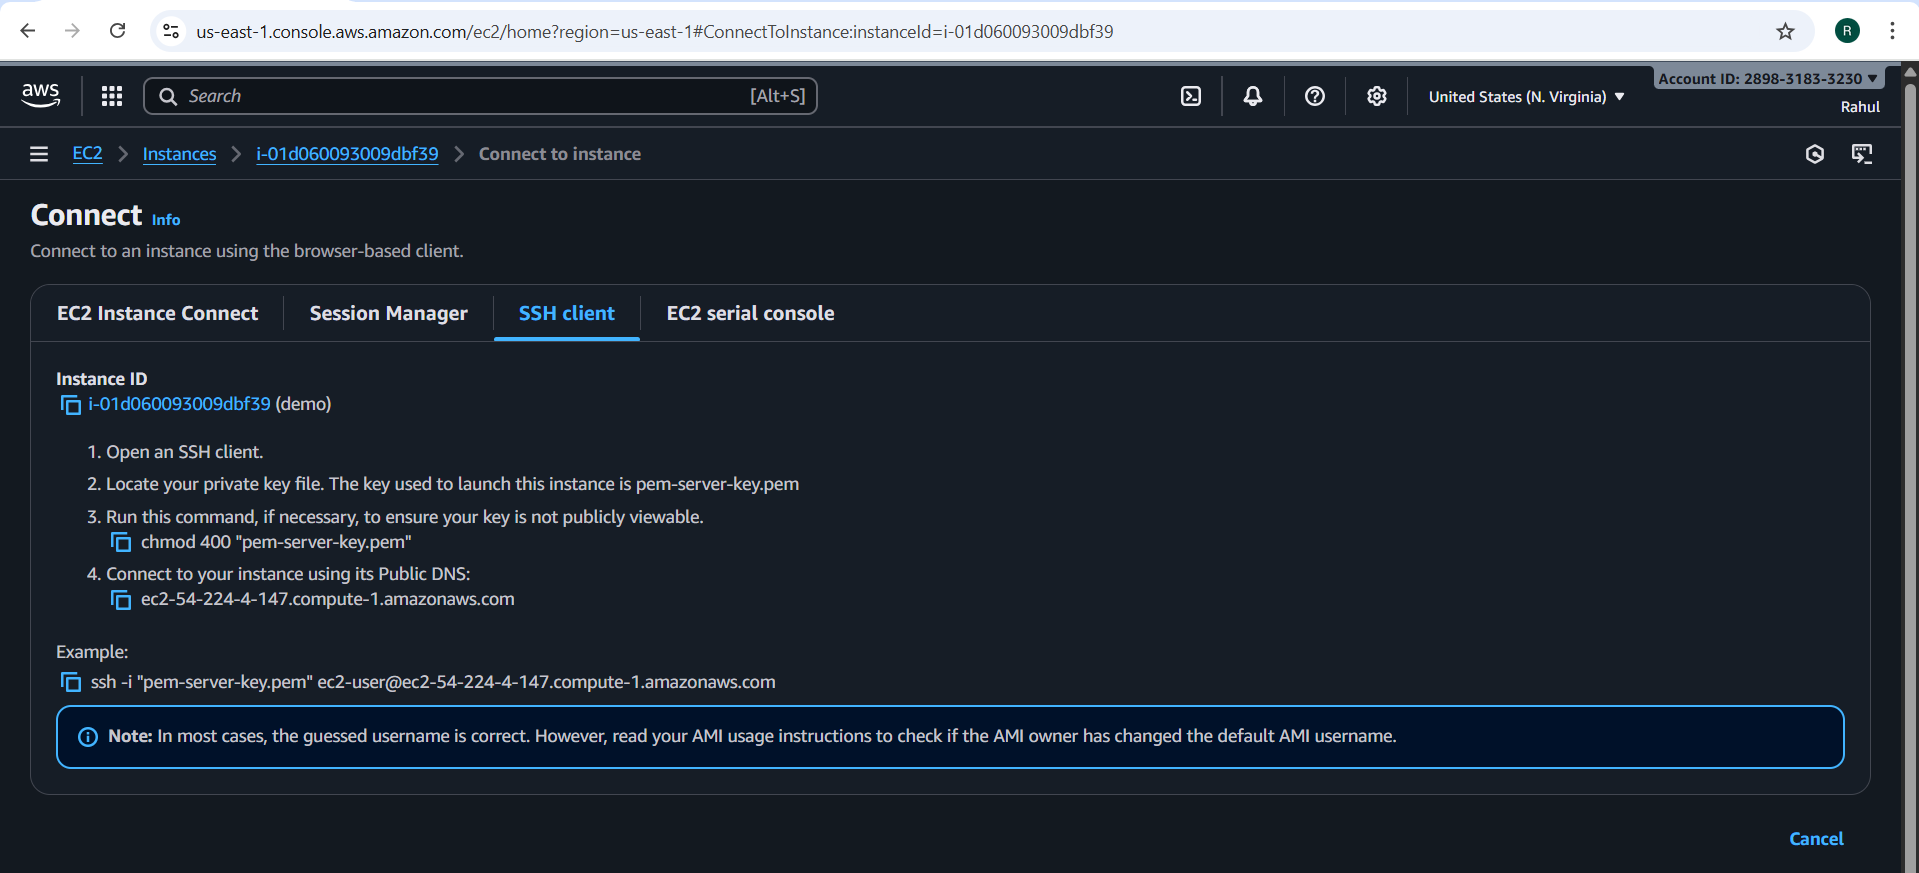 us-east-1.console.aws.amazon.com/ec2/home?region=us-east-1#ConnectToInstance:instanceId=i-01d060093009dbf39
R
aws
Search [Alt+S]
United States (N. Virginia)
Account ID: 2898-3183-3230
Rahul
EC2 Instances i-01d060093009dbf39 Connect to instance
Connect Info
Connect to an instance using the browser-based client.
EC2 Instance Connect Session Manager SSH client EC2 serial console
Instance ID
i-01d060093009dbf39 (demo)
1. Open an SSH client.
2. Locate your private key file. The key used to launch this instance is pem-server-key.pem
3. Run this command, if necessary, to ensure your key is not publicly viewable.
chmod 400 "pem-server-key.pem"
4. Connect to your instance using its Public DNS:
ec2-54-224-4-147.compute-1.amazonaws.com
Example:
ssh -i "pem-server-key.pem" ec2-user@ec2-54-224-4-147.compute-1.amazonaws.com
Note: In most cases, the guessed username is correct. However, read your AMI usage instructions to check if the AMI owner has changed the default AMI username.
Cancel